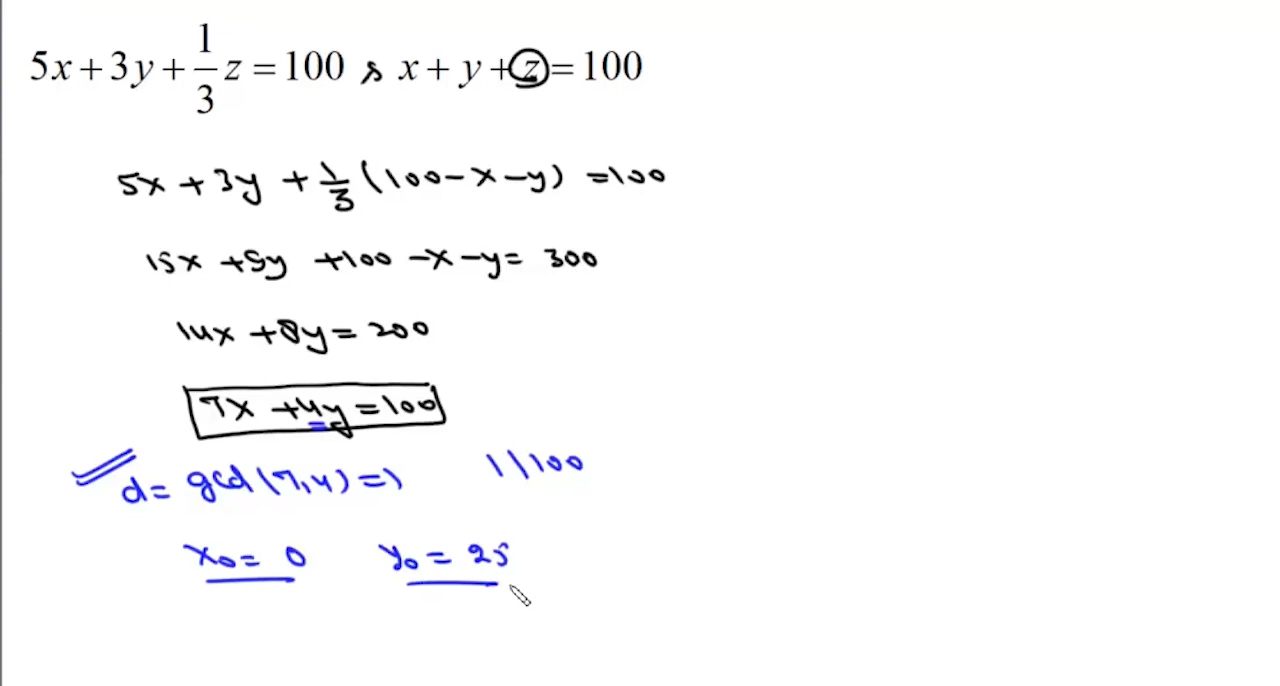 5x + 3y + 1/3 z = 100 s x + y + z = 100
5x + 3y + 1/3 (100 - x - y) = 100
15x + 9y + 100 - x - y = 300
14x + 8y = 200
7x + 4y = 100
d = gcd(7,4) = 1 1|100
x₀ = 0 y₀ = 25